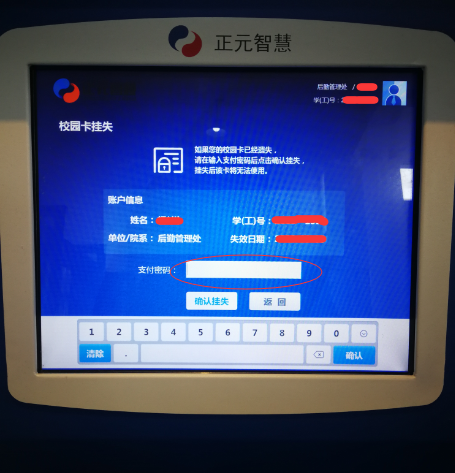 正元智慧
后勤管理处 /
学(工)号:
校园卡挂失
如果您的校园卡已经遗失,
请在输入支付密码后点击确认挂失,
挂失后该卡将无法使用。
账户信息
姓名: 学(工)号:
单位/院系: 后勤管理处 失效日期:
支付密码:
确认挂失 返 回
1 2 3 4 5 6 7 8 9 0
清除 . 确认